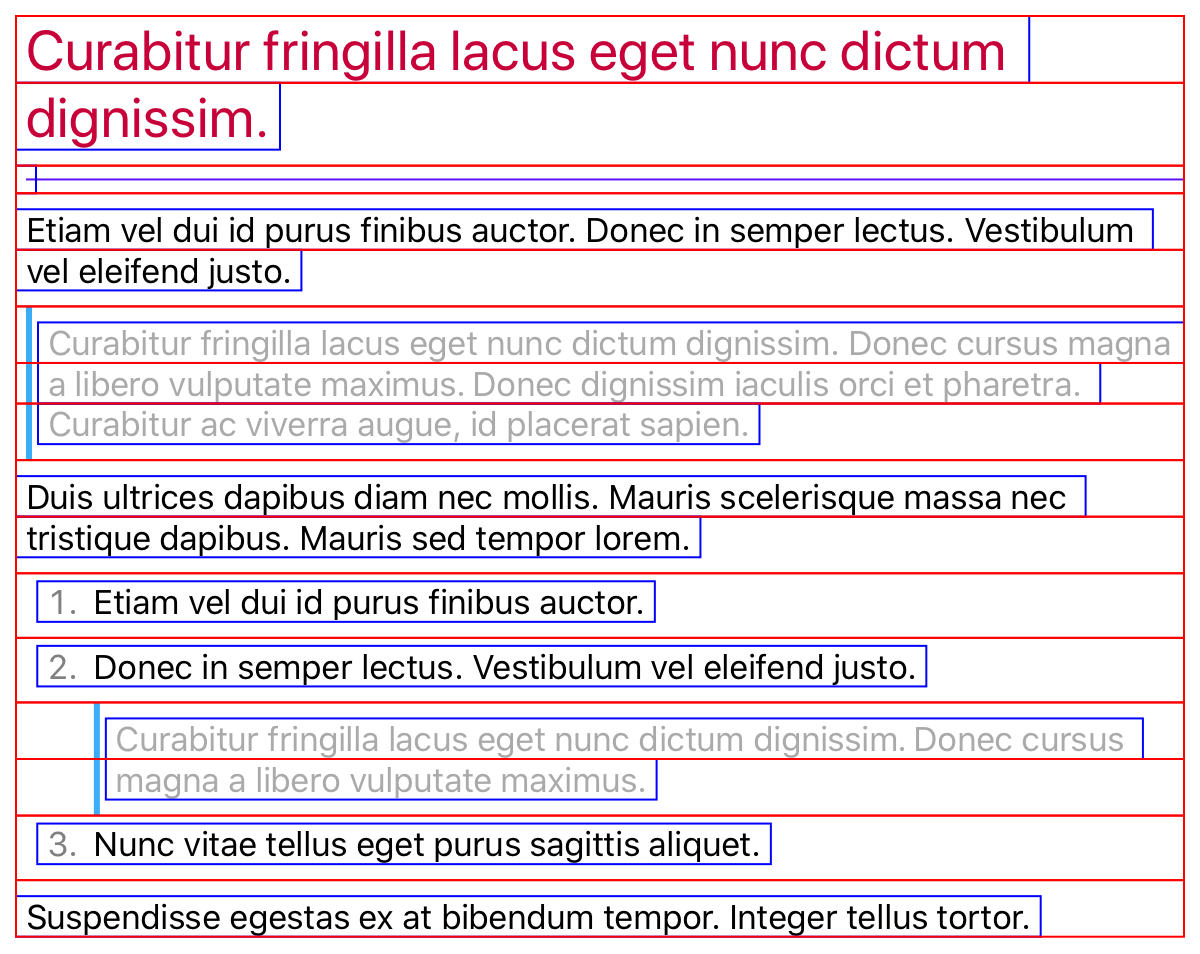 Curabitur fringilla lacus eget nunc dictum
dignissim.
Etiam vel dui id purus finibus auctor. Donec in semper lectus. Vestibulum
vel eleifend justo.
Curabitur fringilla lacus eget nunc dictum dignissim. Donec cursus magna
a libero vulputate maximus. Donec dignissim iaculis orci et pharetra.
Curabitur ac viverra augue, id placerat sapien.
Duis ultrices dapibus diam nec mollis. Mauris scelerisque massa nec
tristique dapibus. Mauris sed tempor lorem.
1. Etiam vel dui id purus finibus auctor.
2. Donec in semper lectus. Vestibulum vel eleifend justo.
Curabitur fringilla lacus eget nunc dictum dignissim. Donec cursus
magna a libero vulputate maximus.
3. Nunc vitae tellus eget purus sagittis aliquet.
Suspendisse egestas ex at bibendum tempor. Integer tellus tortor.